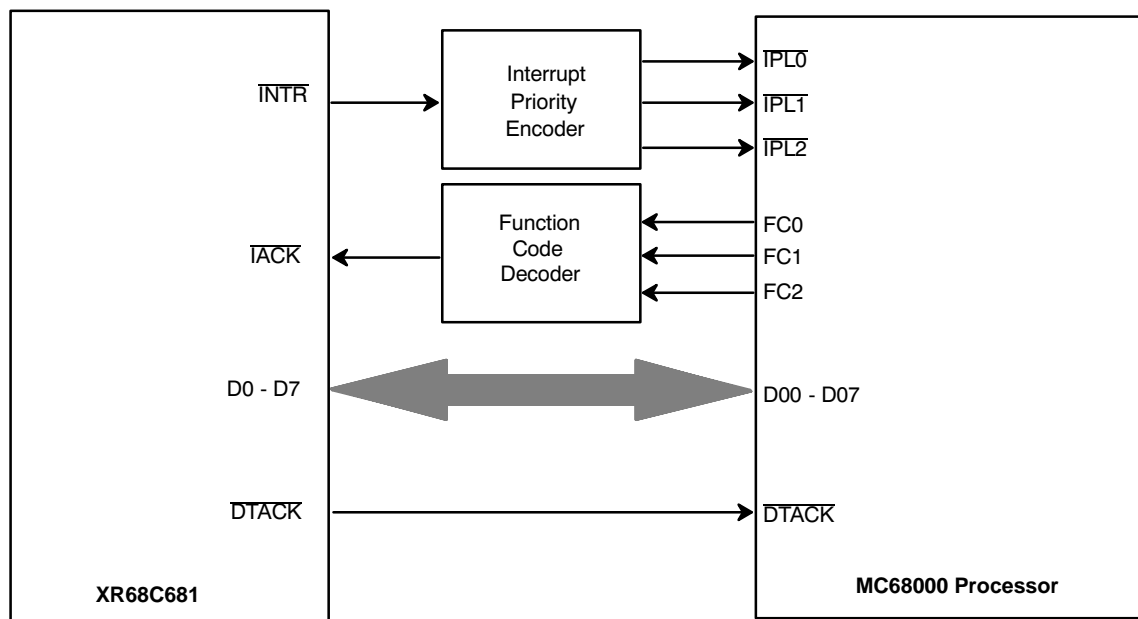 INTR
Interrupt
Priority
Encoder
IPL0
IPL1
IPL2
IACK
Function
Code
Decoder
FC0
FC1
FC2
D0 - D7
D00 - D07
DTACK
DTACK
XR68C681
MC68000 Processor